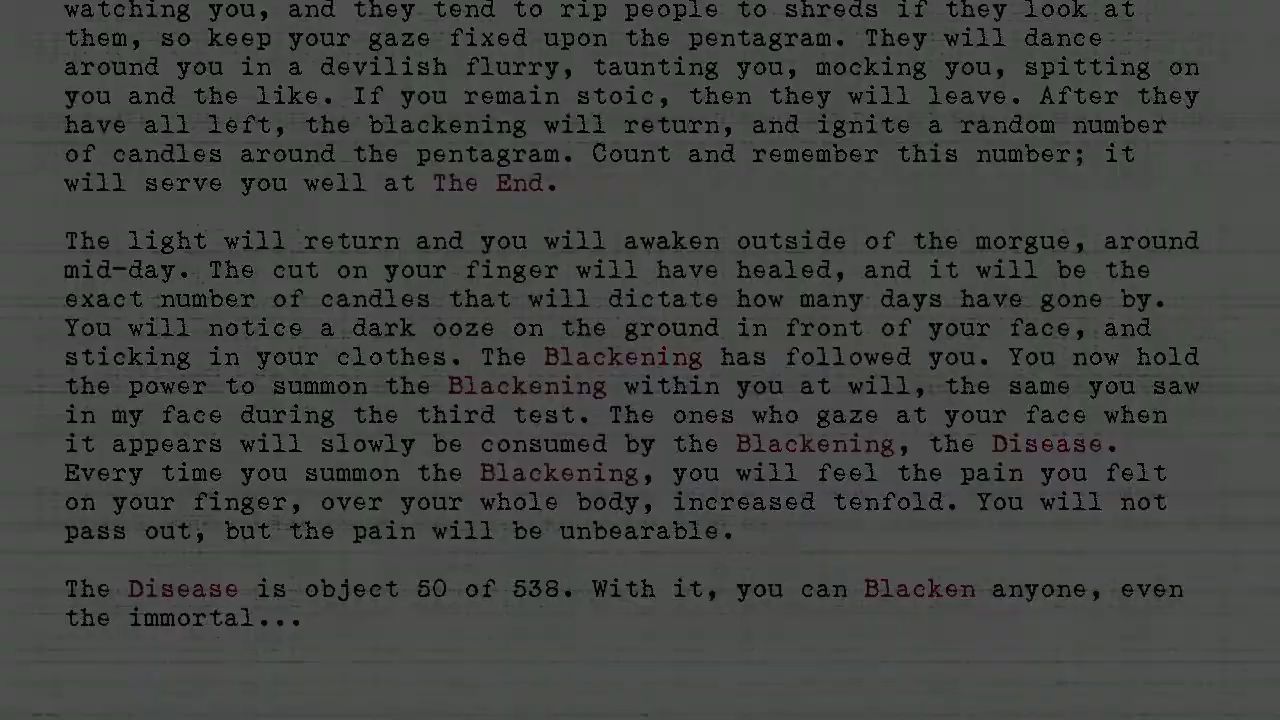 watching you, and they tend to rip people to shreds if they look at
them, so keep your gaze fixed upon the pentagram. They will dance
around you in a devilish flurry, taunting you, mocking you, spitting on
you and the like. If you remain stoic, then they will leave. After they
have all left, the blackening will return, and ignite a random number
of candles around the pentagram. Count and remember this number; it
will serve you well at The End.
The light will return and you will awaken outside of the morgue, around
mid-day. The cut on your finger will have healed, and it will be the
exact number of candles that will dictate how many days have gone by.
You will notice a dark ooze on the ground in front of your face, and
sticking in your clothes. The Blackening has followed you. You now hold
the power to summon the Blackening within you at will, the same you saw
in my face during the third test. The ones who gaze at your face when
it appears will slowly be consumed by the Blackening, the Disease.
Every time you summon the Blackening, you will feel the pain you felt
on your finger, over your whole body, increased tenfold. You will not
pass out, but the pain will be unbearable.
The Disease is object 50 of 538. With it, you can Blacken anyone, even
the immortal...